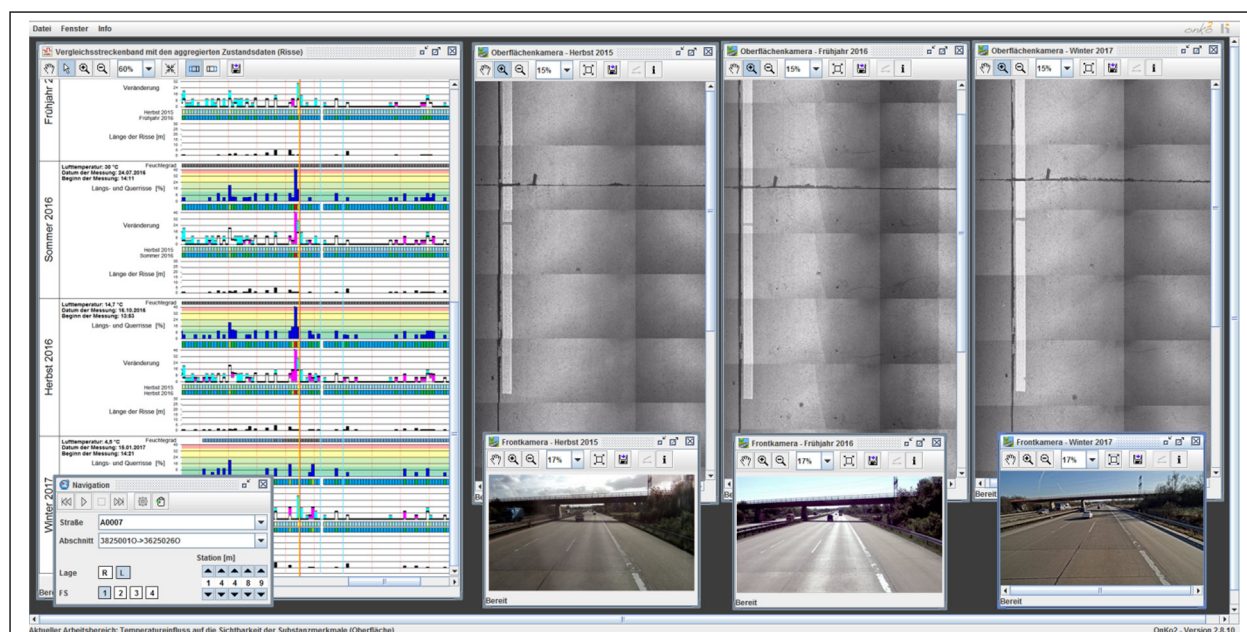 Datei Fenster Info
onko2
Vergleichsstreckenband mit den aggregierten Zustandsdaten (Risse)
60%
Frühjahr 2
Veränderung
Herbst 2015
Frühjahr 2016
Länge der Risse [m]
Sommer 2016
Lufttemperatur: 30 °C
Feuchtegrad
Datum der Messung: 24.07.2016
Beginn der Messung: 14:11
Längs- und Querrisse [%]
Veränderung
Herbst 2015
Sommer 2016
Länge der Risse [m]
Herbst 2016
Lufttemperatur: 14,7 °C
Feuchtegrad
Datum der Messung: 16.10.2016
Beginn der Messung: 13:53
Längs- und Querrisse [%]
Veränderung
Herbst 2015
Herbst 2016
Länge der Risse [m]
Winter 2017
Lufttemperatur: 4,5 °C
Feuchtegrad
Datum der Messung: 16.01.2017
Beginn der Messung: 14:21
Längs- und Querrisse [%]
Navigation
Straße A0007
Abschnitt 3825001O->3625026O
Station [m]
Lage R L
1 4 4 8 9
FS 1 2 3 4
Oberflächenkamera - Herbst 2015
15%
Oberflächenkamera - Frühjahr 2016
15%
Oberflächenkamera - Winter 2017
15%
Frontkamera - Herbst 2015
17%
Bereit
Frontkamera - Frühjahr 2016
17%
Bereit
Frontkamera - Winter 2017
17%
Bereit
Aktueller Arbeitsbereich: Temperatureinfluss auf die Sichtbarkeit der Substanzmerkmale (Oberfläche)
OnKo2 - Version 2.8.10